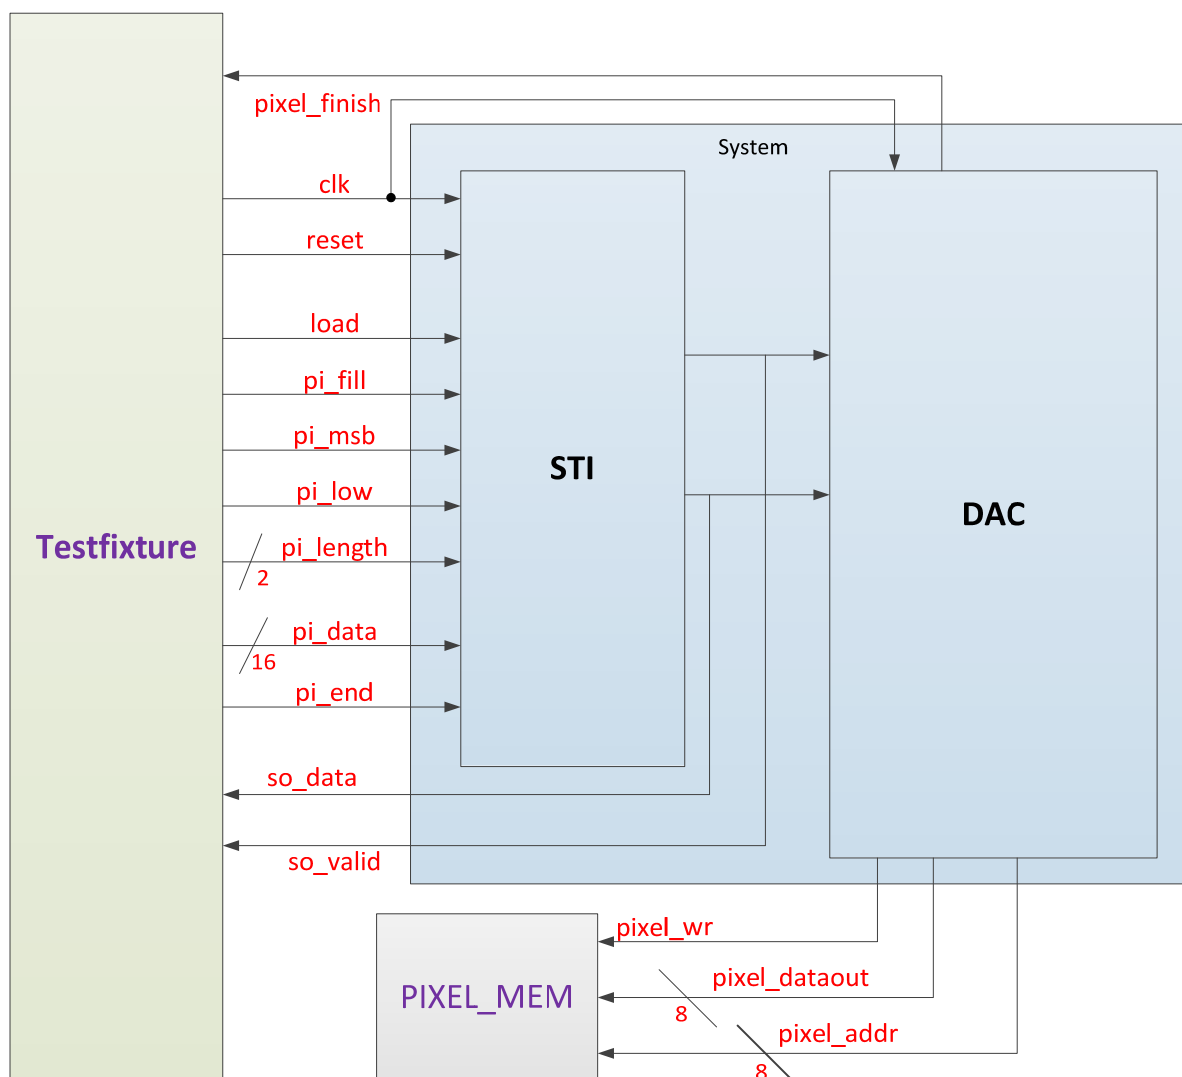 pixel_finish
System
clk
reset
load
pi_fill
pi_msb
STI
pi_low
DAC
Testfixture
pi_length
2
pi_data
16
pi_end
so_data
so_valid
pixel_wr
pixel_dataout
PIXEL_MEM
8
pixel_addr
8